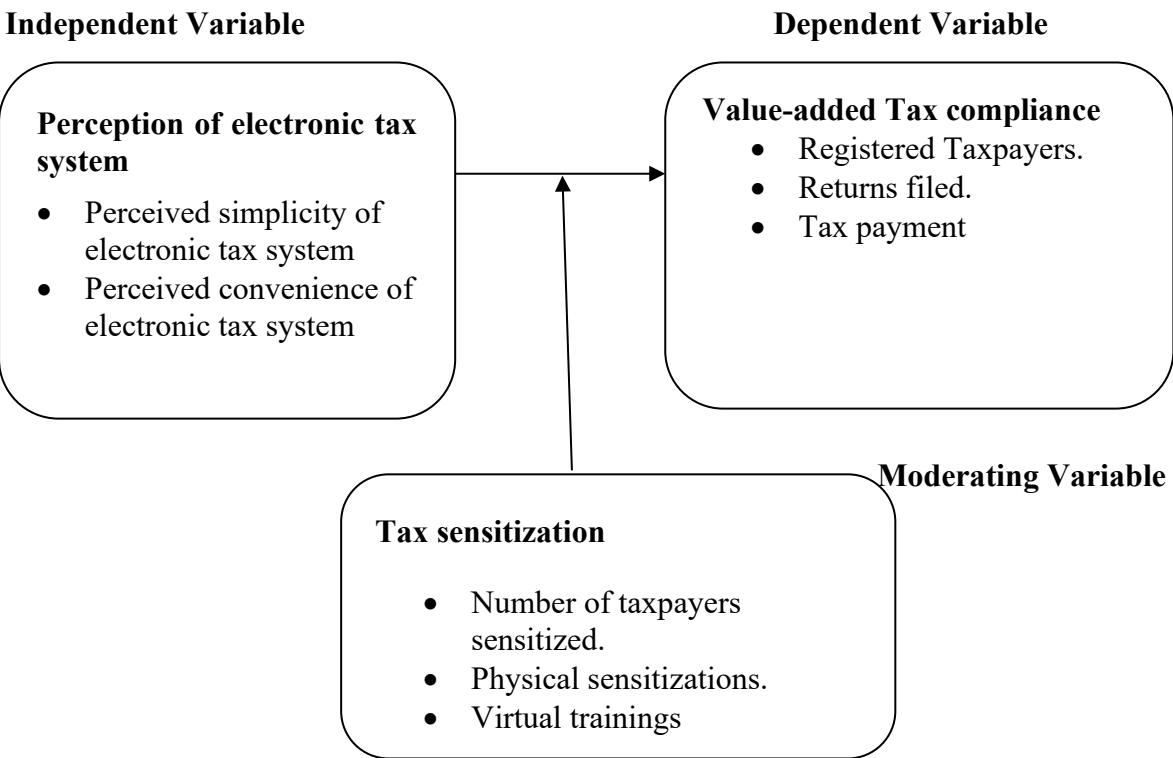 Independent Variable
Dependent Variable
Perception of electronic tax
system
• Perceived simplicity of
electronic tax system
• Perceived convenience of
electronic tax system
Value-added Tax compliance
• Registered Taxpayers.
• Returns filed.
• Tax payment
Moderating Variable
Tax sensitization
• Number of taxpayers
sensitized.
• Physical sensitizations.
• Virtual trainings